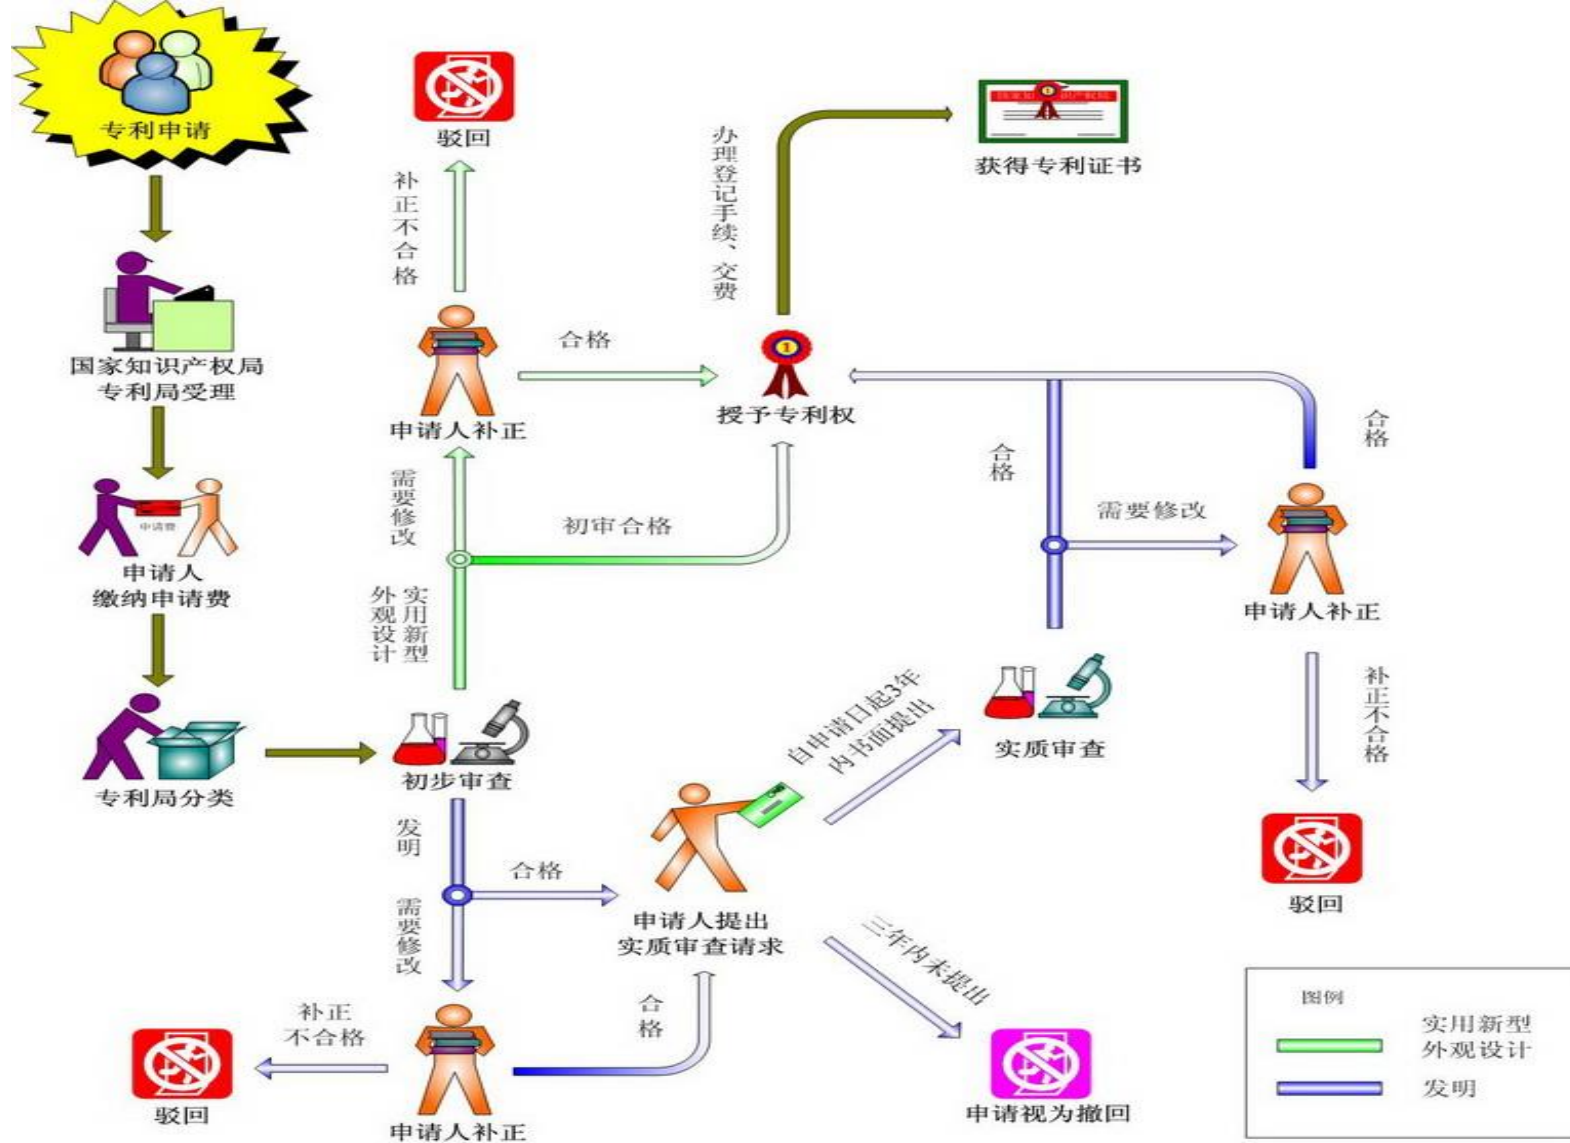 专利申请
国家知识产权局
专利局受理
申请费
申请人
缴纳申请费
专利局分类
驳回
补正不合格
申请人补正
合格
需要修改
初审合格
实用新型
外观设计
初步审查
发明
合格
需要修改
补正
不合格
驳回
申请人补正
合格
办理登记手续、交费
获得专利证书
授予专利权
申请人提出
实质审查请求
自申请日起3年
内书面提出
三年内未提出
申请视为撤回
实质审查
合格
需要修改
合格
申请人补正
补正不合格
驳回
图例
实用新型
外观设计
发明